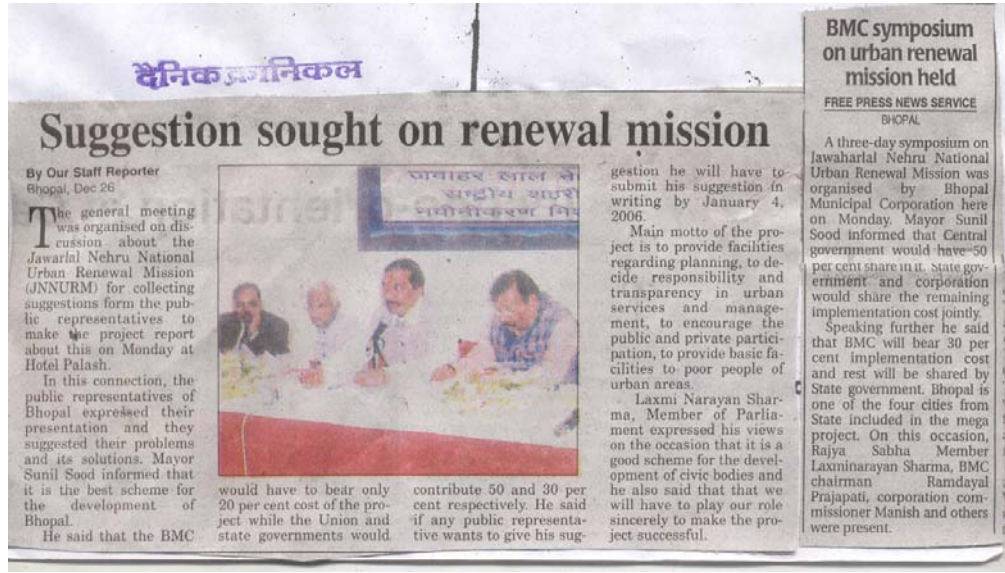 दैनिक क्रानिकल
Suggestion sought on renewal mission
By Our Staff Reporter
Bhopal, Dec 26
The general meeting
was organised on dis-
cussion about the
Jawarlal Nehru National
Urban Renewal Mission
(JNNURM) for collecting
suggestions form the pub-
lic representatives to
make the project report
about this on Monday at
Hotel Palash.
In this connection, the
public representatives of
Bhopal expressed their
presentation and they
suggested their problems
and its solutions. Mayor
Sunil Sood informed that
it is the best scheme for
the development of
Bhopal.
He said that the BMC
जवाहर लाल ने
राष्ट्रीय शहरी
नवीनीकरण मि
would have to bear only
20 per cent cost of the pro-
ject while the Union and
state governments would
contribute 50 and 30 per
cent respectively. He said
if any public representa-
tive wants to give his sug-
gestion he will have to
submit his suggestion in
writing by January 4,
2006.
Main motto of the pro-
ject is to provide facilities
regarding planning, to de-
cide responsibility and
transparency in urban
services and manage-
ment, to encourage the
public and private partici-
pation, to provide basic fa-
cilities to poor people of
urban areas.
Laxmi Narayan Shar-
ma, Member of Parlia-
ment expressed his views
on the occasion that it is a
good scheme for the devel-
opment of civic bodies and
he also said that that we
will have to play our role
sincerely to make the pro-
ject successful.
BMC symposium
on urban renewal
mission held
FREE PRESS NEWS SERVICE
BHOPAL
A three-day symposium on
Jawaharlal Nehru National
Urban Renewal Mission was
organised by Bhopal
Municipal Corporation here
on Monday. Mayor Sunil
Sood informed that Central
government would have 50
per cent share in it. State gov-
ernment and corporation
would share the remaining
implementation cost jointly.
Speaking further he said
that BMC will bear 30 per
cent implementation cost
and rest will be shared by
State government. Bhopal is
one of the four cities from
State included in the mega
project. On this occasion,
Rajya Sabha Member
Laxminarayan Sharma, BMC
chairman Ramdayal
Prajapati, corporation com-
missioner Manish and others
were present.